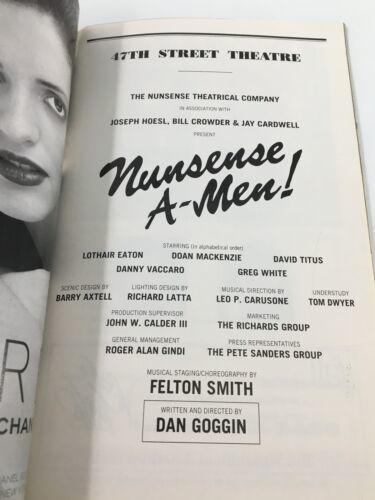 47TH STREET THEATRE
THE NUNSENSE THEATRICAL COMPANY
IN ASSOCIATION WITH
JOSEPH HOESL, BILL CROWDER & JAY CARDWELL
PRESENT
Nunsense
A-Men!
STARRING (in alphabetical order)
LOTHAIR EATON DOAN MACKENZIE DAVID TITUS
DANNY VACCARO GREG WHITE
SCENIC DESIGN BY LIGHTING DESIGN BY MUSICAL DIRECTION BY UNDERSTUDY
BARRY AXTELL RICHARD LATTA LEO P. CARUSONE TOM DWYER
PRODUCTION SUPERVISOR MARKETING
JOHN W. CALDER III THE RICHARDS GROUP
GENERAL MANAGEMENT PRESS REPRESENTATIVES
ROGER ALAN GINDI THE PETE SANDERS GROUP
MUSICAL STAGING/CHOREOGRAPHY BY
FELTON SMITH
WRITTEN AND DIRECTED BY
DAN GOGGIN
R
CHAN
ANEL
NEW